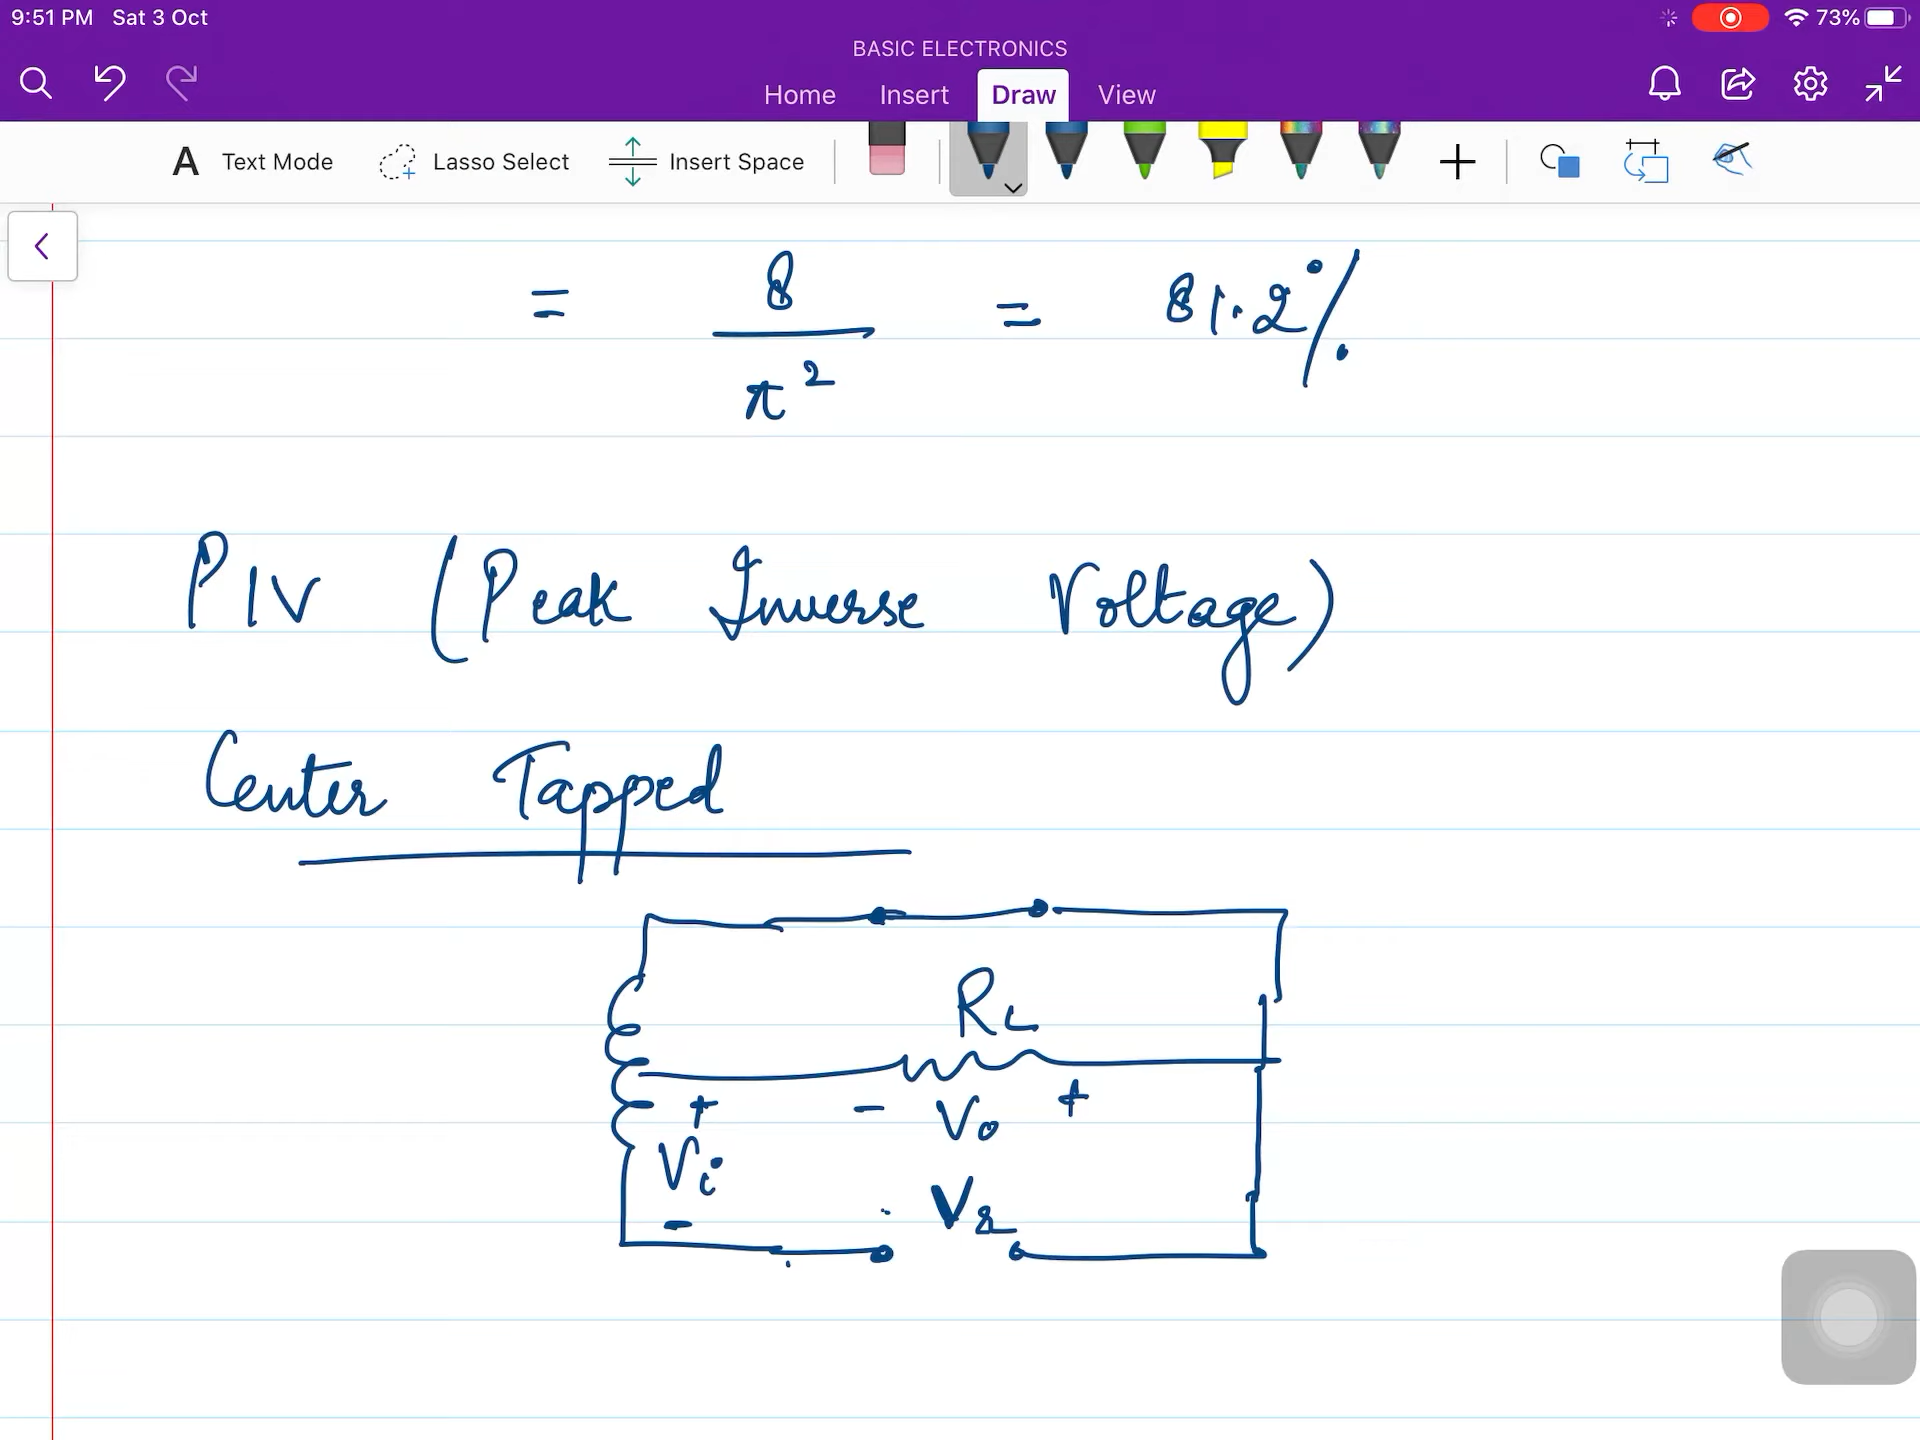 9:51 PM Sat 3 Oct 73%
BASIC ELECTRONICS
Home Insert Draw View
A Text Mode Lasso Select Insert Space
= 8/π² = 81.2%
PIV (Peak Inverse Voltage)
Center Tapped
RL
+ - Vo +
Vi
Vr
-